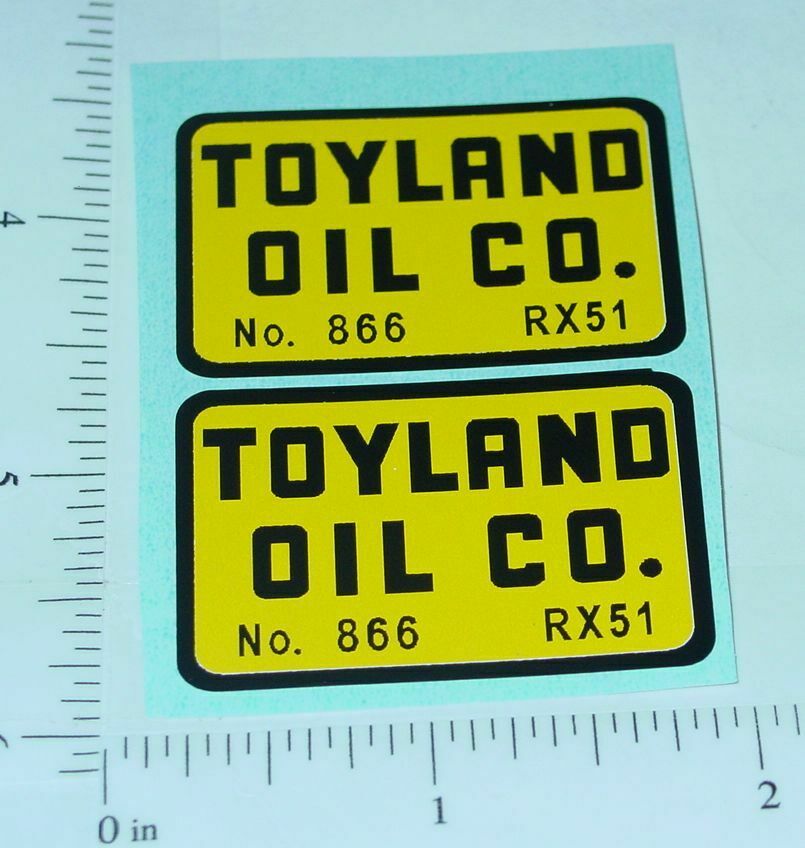 TOYLAND
OIL CO.
No. 866 RX51
TOYLAND
OIL CO.
No. 866 RX51
4
5
0 in 1 2